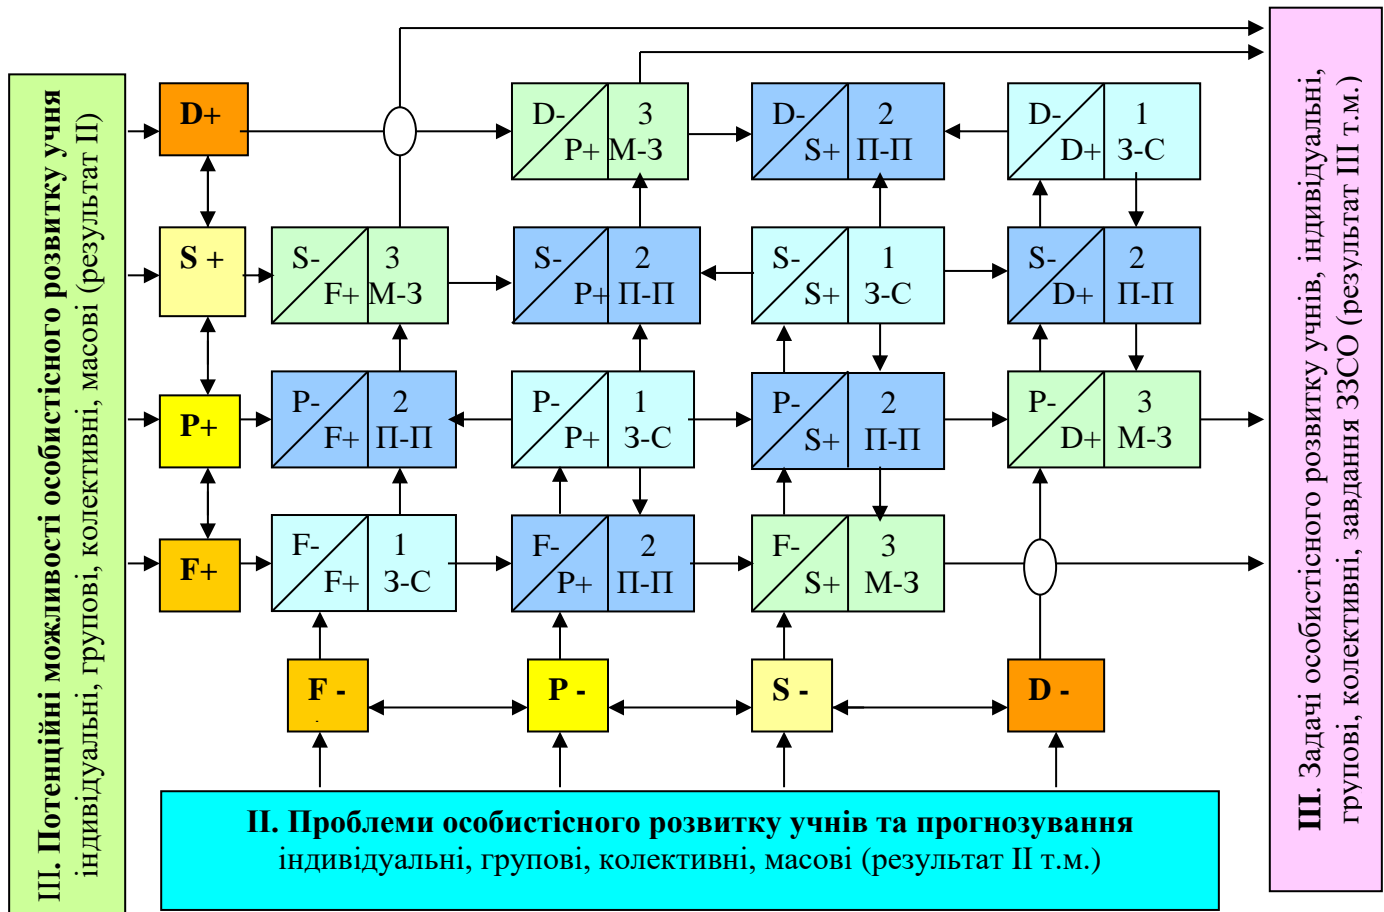 ІІІ. Потенційні можливості особистісного розвитку учня
індивідуальні, групові, колективні, масові (результат ІІ)
D+
D- 3
P+ М-З
D- 2
S+ П-П
D- 1
D+ З-С
S +
S- 3
F+ М-З
S- 2
P+ П-П
S- 1
S+ З-С
S- 2
D+ П-П
P+
P- 2
F+ П-П
P- 1
P+ З-С
P- 2
S+ П-П
P- 3
D+ М-З
F+
F- 1
F+ З-С
F- 2
P+ П-П
F- 3
S+ М-З
F -
P -
S -
D -
ІІ. Проблеми особистісного розвитку учнів та прогнозування
індивідуальні, групові, колективні, масові (результат ІІ т.м.)
ІІІ. Задачі особистісного розвитку учнів, індивідуальні,
групові, колективні, завдання ЗЗСО (результат ІІІ т.м.)